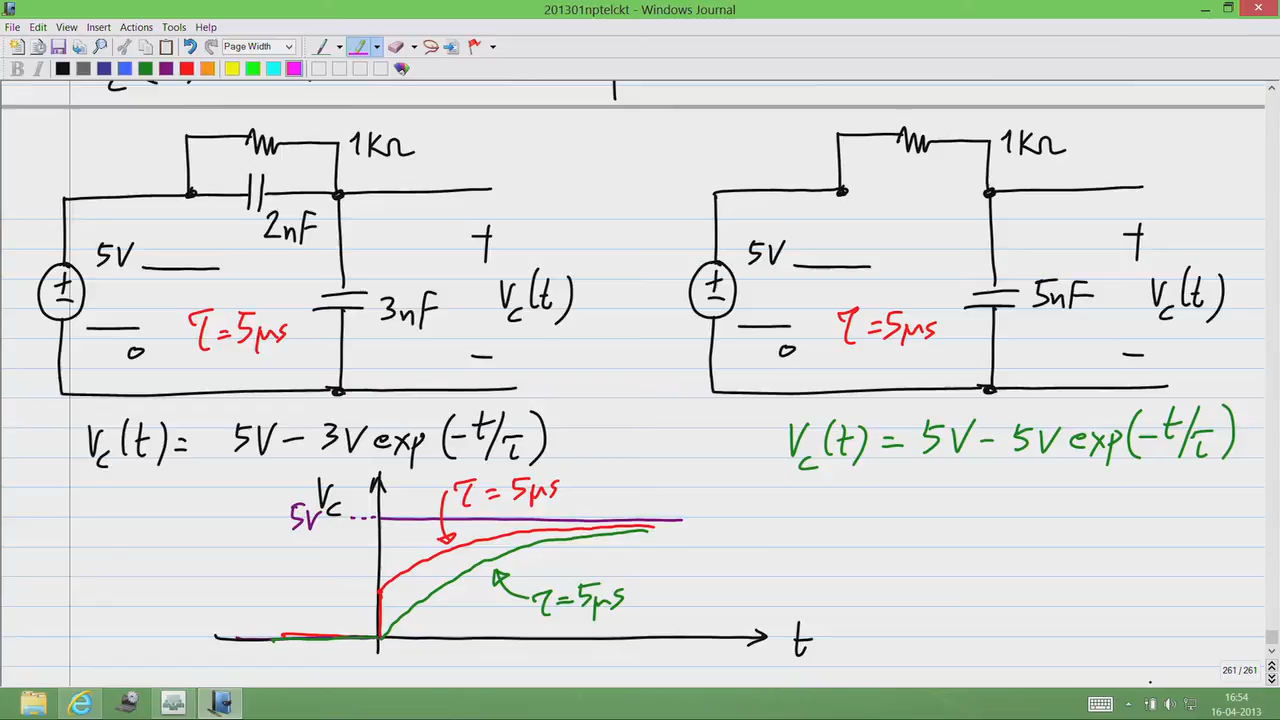 201301nptelckt - Windows Journal
File Edit View Insert Actions Tools Help
Page Width
B I
1KΩ
2nF
5V
+
−
0
τ = 5μs
3nF
+
Vc(t)
−
1KΩ
5V
+
−
0
τ = 5μs
5nF
+
Vc(t)
−
Vc(t) = 5V − 3V exp(−t/τ)
Vc(t) = 5V − 5V exp(−t/τ)
Vc
τ = 5μs
5V
τ = 5μs
t
261 / 261
16:54
16-04-2013